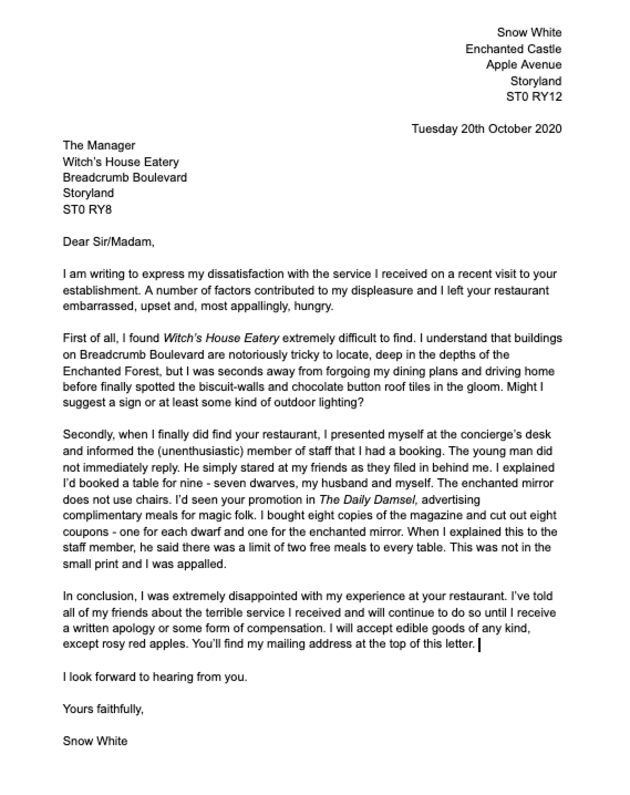 Snow White
Enchanted Castle
Apple Avenue
Storyland
ST0 RY12
Tuesday 20th October 2020
The Manager
Witch's House Eatery
Breadcrumb Boulevard
Storyland
ST0 RY8
Dear Sir/Madam,
I am writing to express my dissatisfaction with the service I received on a recent visit to your
establishment. A number of factors contributed to my displeasure and I left your restaurant
embarrassed, upset and, most appallingly, hungry.
First of all, I found Witch's House Eatery extremely difficult to find. I understand that buildings
on Breadcrumb Boulevard are notoriously tricky to locate, deep in the depths of the
Enchanted Forest, but I was seconds away from forgoing my dining plans and driving home
before finally spotted the biscuit-walls and chocolate button roof tiles in the gloom. Might I
suggest a sign or at least some kind of outdoor lighting?
Secondly, when I finally did find your restaurant, I presented myself at the concierge's desk
and informed the (unenthusiastic) member of staff that I had a booking. The young man did
not immediately reply. He simply stared at my friends as they filed in behind me. I explained
I'd booked a table for nine - seven dwarves, my husband and myself. The enchanted mirror
does not use chairs. I'd seen your promotion in The Daily Damsel, advertising
complimentary meals for magic folk. I bought eight copies of the magazine and cut out eight
coupons - one for each dwarf and one for the enchanted mirror. When I explained this to the
staff member, he said there was a limit of two free meals to every table. This was not in the
small print and I was appalled.
In conclusion, I was extremely disappointed with my experience at your restaurant. I've told
all of my friends about the terrible service I received and will continue to do so until I receive
a written apology or some form of compensation. I will accept edible goods of any kind,
except rosy red apples. You'll find my mailing address at the top of this letter.
I look forward to hearing from you.
Yours faithfully,
Snow White